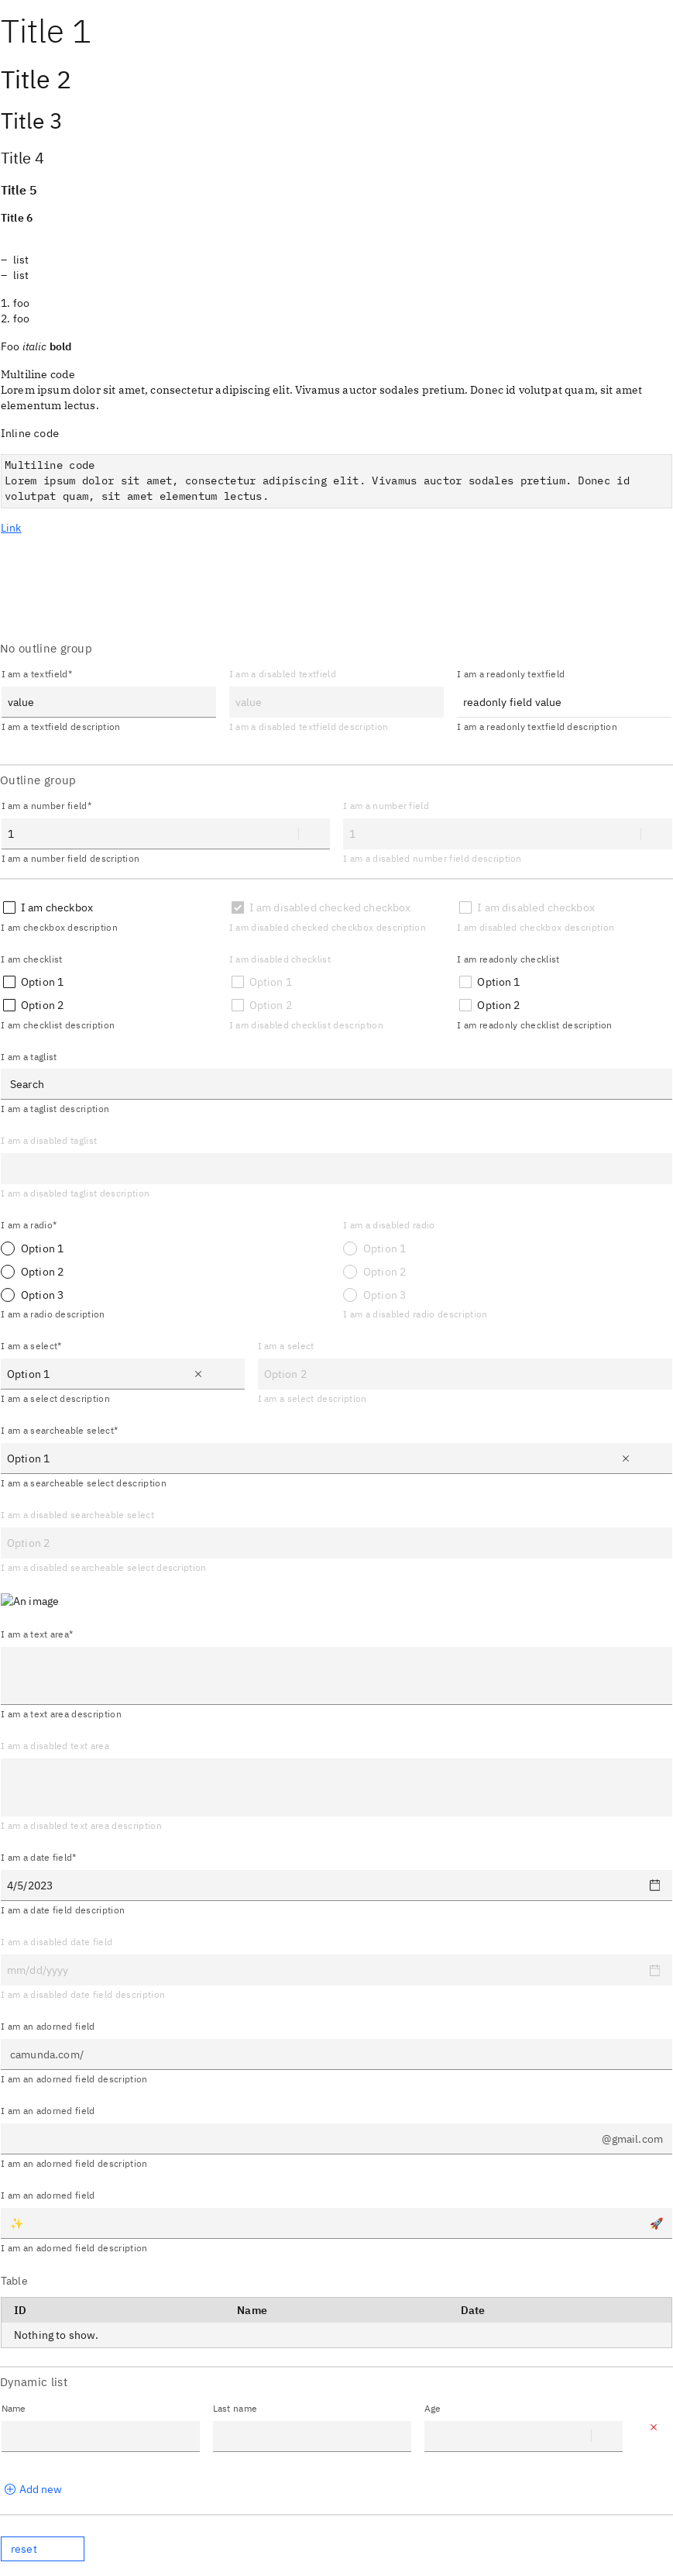 Title 1
Title 2
Title 3
Title 4
Title 5
Title 6
– list
– list
1. foo
2. foo
Foo italic bold
Multiline code
Lorem ipsum dolor sit amet, consectetur adipiscing elit. Vivamus auctor sodales pretium. Donec id volutpat quam, sit amet
elementum lectus.
Inline code
Multiline code
Lorem ipsum dolor sit amet, consectetur adipiscing elit. Vivamus auctor sodales pretium. Donec id
volutpat quam, sit amet elementum lectus.
Link
No outline group
I am a textfield* I am a disabled textfield I am a readonly textfield
value value readonly field value
I am a textfield description I am a disabled textfield description I am a readonly textfield description
Outline group
I am a number field* I am a number field
1 1
I am a number field description I am a disabled number field description
I am checkbox I am disabled checked checkbox I am disabled checkbox
I am checkbox description I am disabled checked checkbox description I am disabled checkbox description
I am checklist I am disabled checklist I am readonly checklist
Option 1 Option 1 Option 1
Option 2 Option 2 Option 2
I am checklist description I am disabled checklist description I am readonly checklist description
I am a taglist
Search
I am a taglist description
I am a disabled taglist
I am a disabled taglist description
I am a radio* I am a disabled radio
Option 1 Option 1
Option 2 Option 2
Option 3 Option 3
I am a radio description I am a disabled radio description
I am a select* I am a select
Option 1 Option 2
I am a select description I am a select description
I am a searcheable select*
Option 1
I am a searcheable select description
I am a disabled searcheable select
Option 2
I am a disabled searcheable select description
An image
I am a text area*
I am a text area description
I am a disabled text area
I am a disabled text area description
I am a date field*
4/5/2023
I am a date field description
I am a disabled date field
mm/dd/yyyy
I am a disabled date field description
I am an adorned field
camunda.com/
I am an adorned field description
I am an adorned field
@gmail.com
I am an adorned field description
I am an adorned field
✨ 🚀
I am an adorned field description
Table
ID Name Date
Nothing to show.
Dynamic list
Name Last name Age
Add new
reset